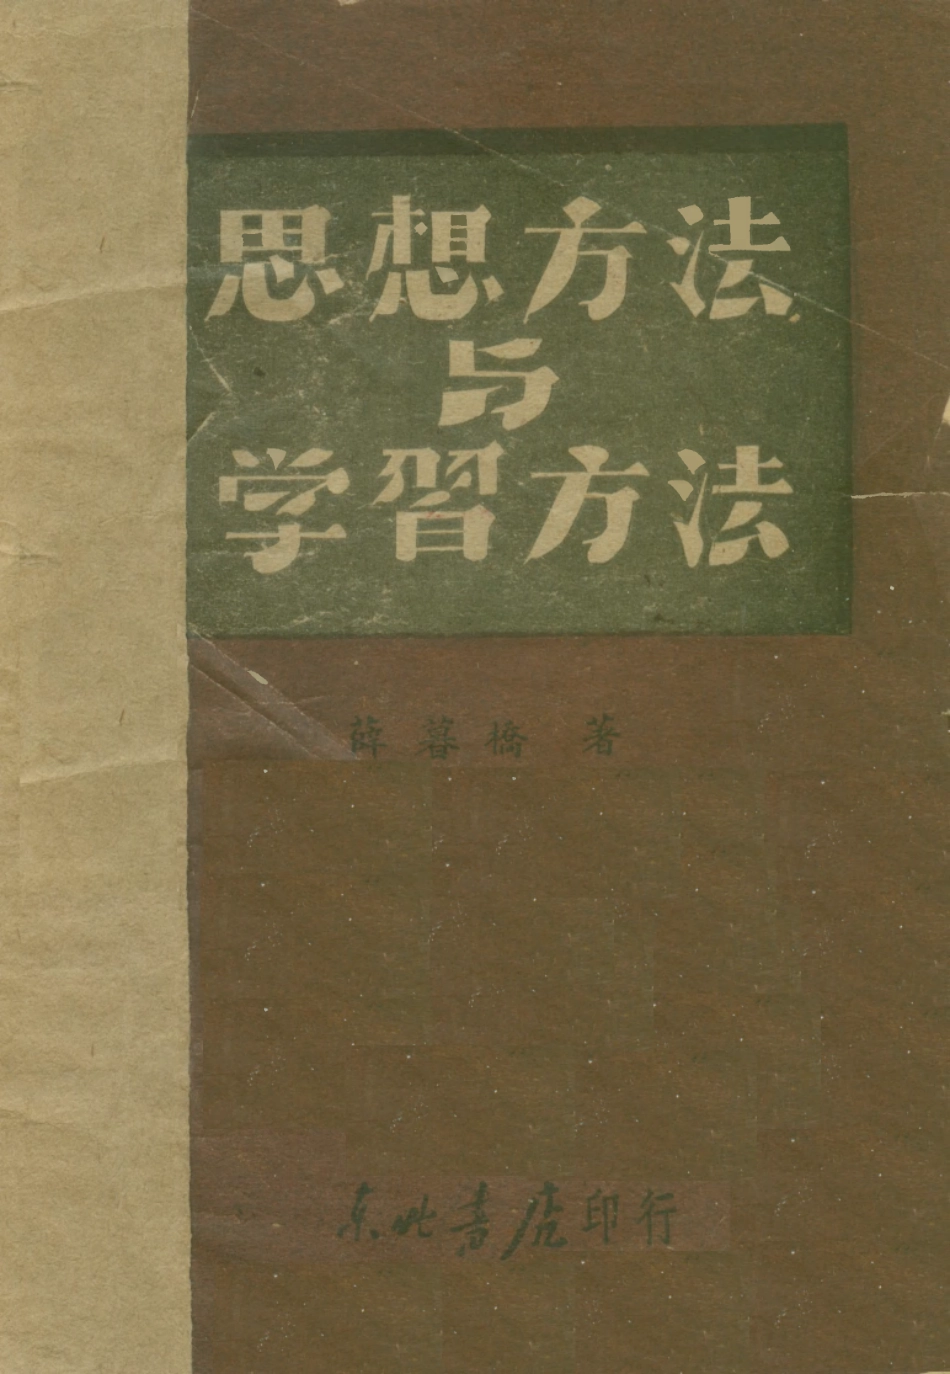 思想方法
与
学習方法
薛暮橋 著
东北書店印行